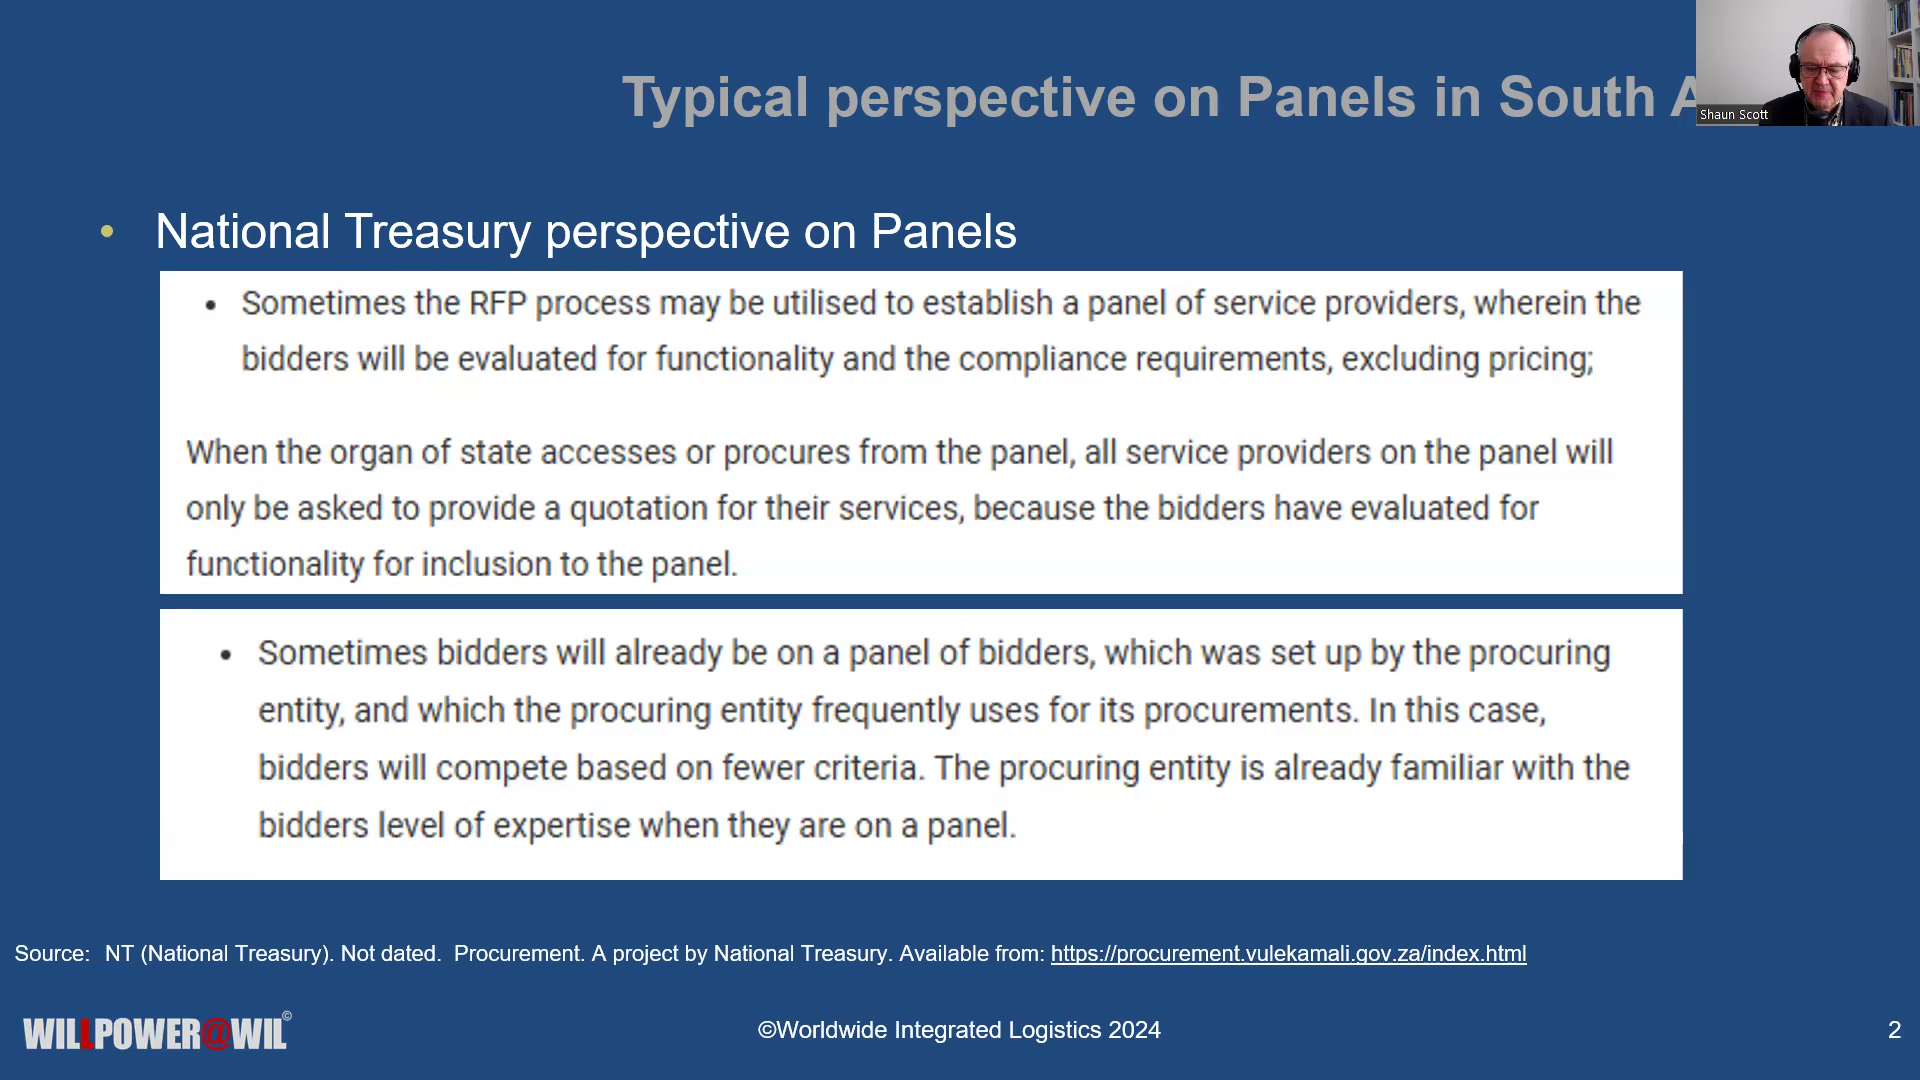 Typical perspective on Panels in South A
Shaun Scott
• National Treasury perspective on Panels
• Sometimes the RFP process may be utilised to establish a panel of service providers, wherein the
bidders will be evaluated for functionality and the compliance requirements, excluding pricing;
When the organ of state accesses or procures from the panel, all service providers on the panel will
only be asked to provide a quotation for their services, because the bidders have evaluated for
functionality for inclusion to the panel.
• Sometimes bidders will already be on a panel of bidders, which was set up by the procuring
entity, and which the procuring entity frequently uses for its procurements. In this case,
bidders will compete based on fewer criteria. The procuring entity is already familiar with the
bidders level of expertise when they are on a panel.
Source: NT (National Treasury). Not dated. Procurement. A project by National Treasury. Available from: https://procurement.vulekamali.gov.za/index.html
WILLPOWER@WIL©
©Worldwide Integrated Logistics 2024
2